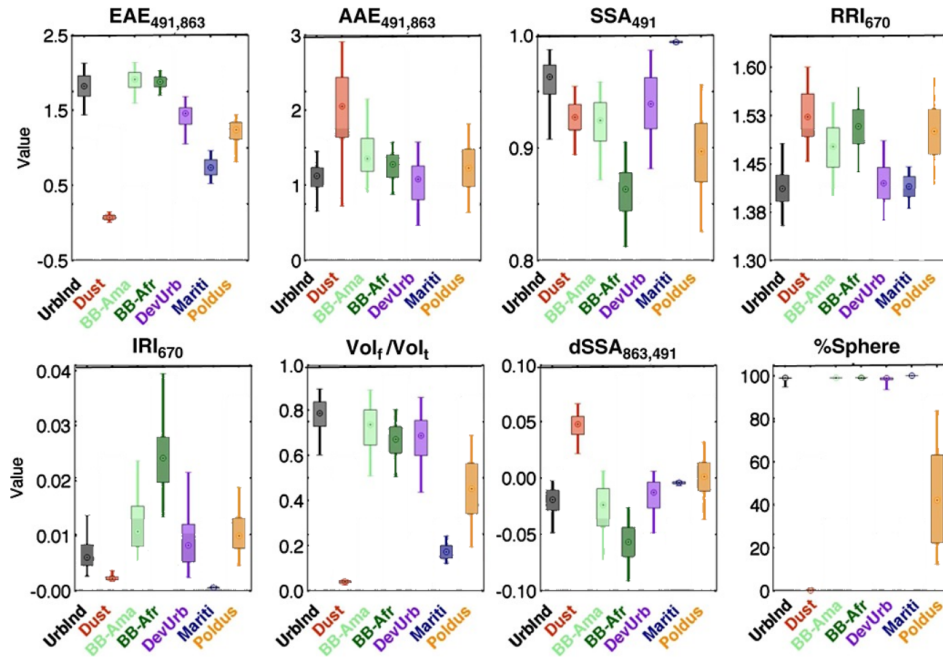 EAE491,863
AAE491,863
SSA491
RRI670
Value
2.5
1.5
0.5
-0.5
3
2
1
0
1.0
0.9
0.8
1.60
1.53
1.45
1.38
1.30
UrbInd
Dust
BB-Ama
BB-Afr
DevUrb
Mariti
Poldus
UrbInd
Dust
BB-Ama
BB-Afr
DevUrb
Mariti
Poldus
UrbInd
Dust
BB-Ama
BB-Afr
DevUrb
Mariti
Poldus
UrbInd
Dust
BB-Ama
BB-Afr
DevUrb
Mariti
Poldus
IRI670
Volf/Volt
dSSA863,491
%Sphere
Value
0.04
0.03
0.02
0.01
-0.00
1.0
0.8
0.6
0.4
0.2
0.0
0.10
0.05
0.00
-0.05
-0.10
100
80
60
40
20
0
UrbInd
Dust
BB-Ama
BB-Afr
DevUrb
Mariti
Poldus
UrbInd
Dust
BB-Ama
BB-Afr
DevUrb
Mariti
Poldus
UrbInd
Dust
BB-Ama
BB-Afr
DevUrb
Mariti
Poldus
UrbInd
Dust
BB-Ama
BB-Afr
DevUrb
Mariti
Poldus